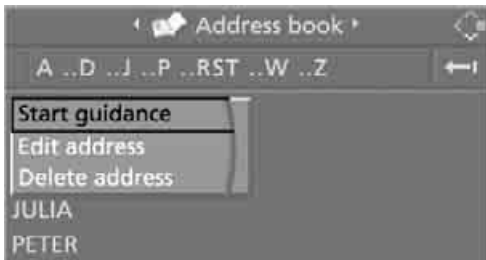 Address book
A ..D ..J ..P ..RST ..W ..Z
Start guidance
Edit address
Delete address
JULIA
PETER